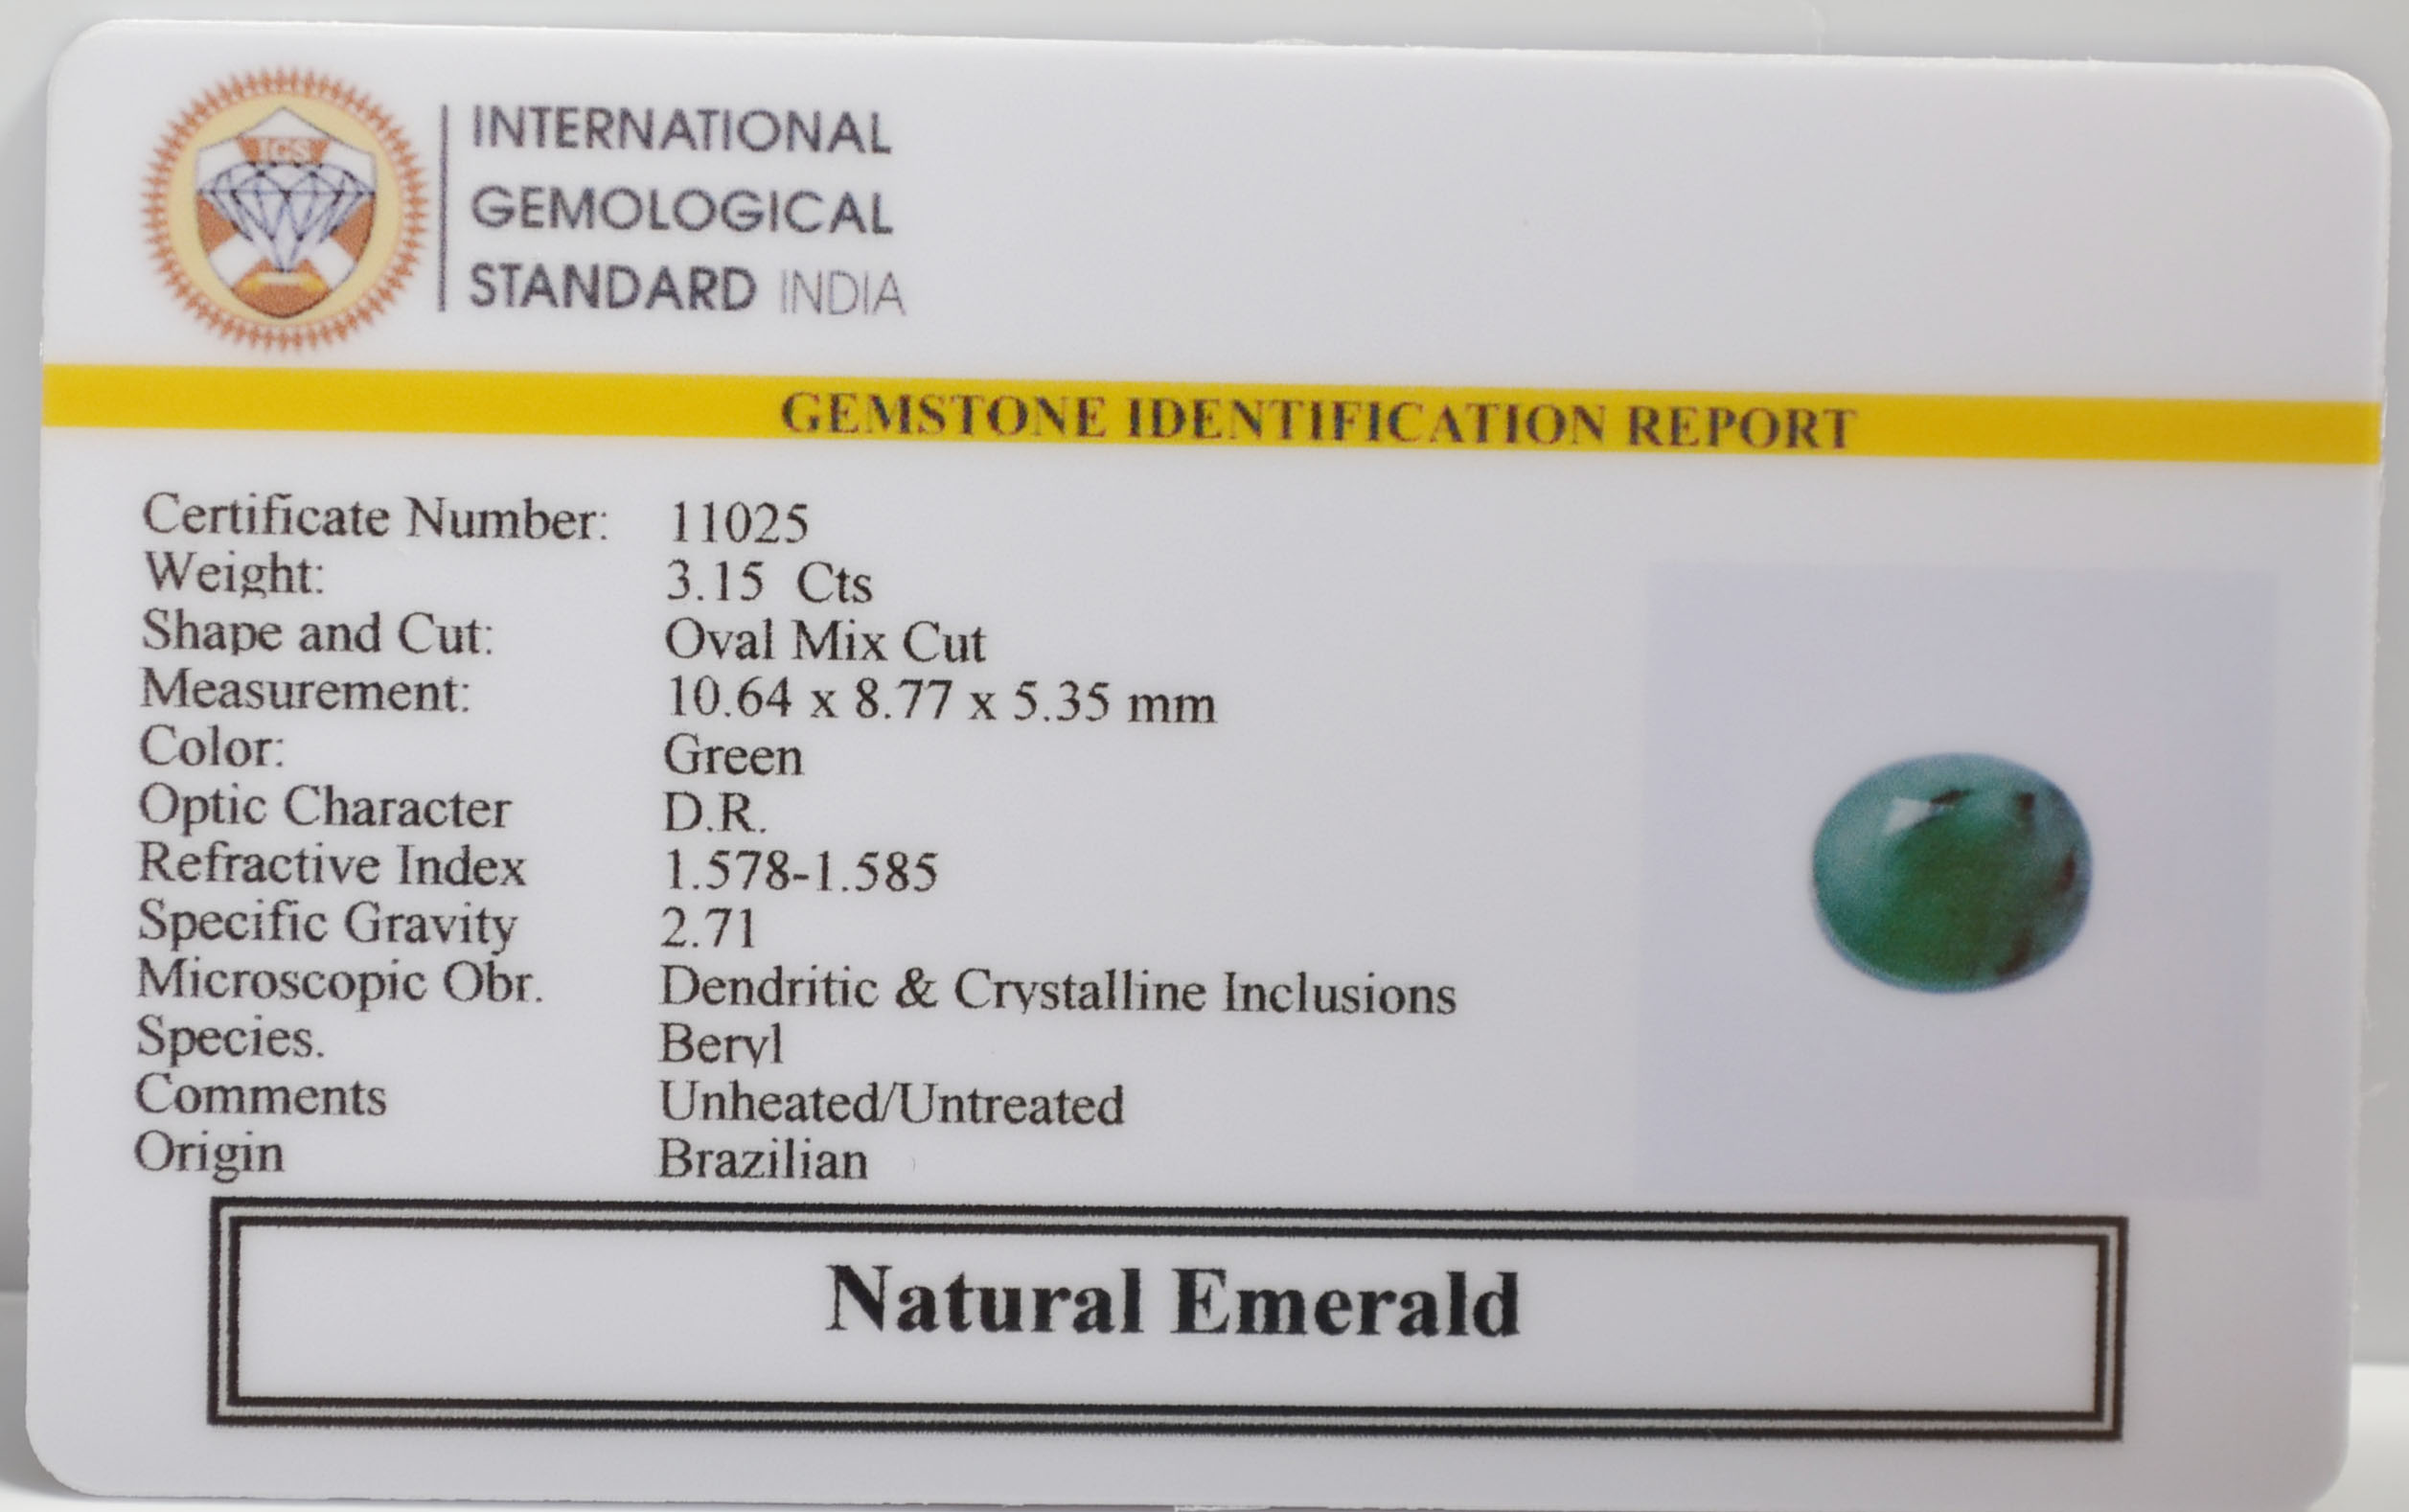 IGS
INTERNATIONAL
GEMOLOGICAL
STANDARD INDIA
GEMSTONE IDENTIFICATION REPORT
Certificate Number: 11025
Weight: 3.15 Cts
Shape and Cut: Oval Mix Cut
Measurement: 10.64 x 8.77 x 5.35 mm
Color: Green
Optic Character D.R.
Refractive Index 1.578-1.585
Specific Gravity 2.71
Microscopic Obr. Dendritic & Crystalline Inclusions
Species. Beryl
Comments Unheated/Untreated
Origin Brazilian
Natural Emerald